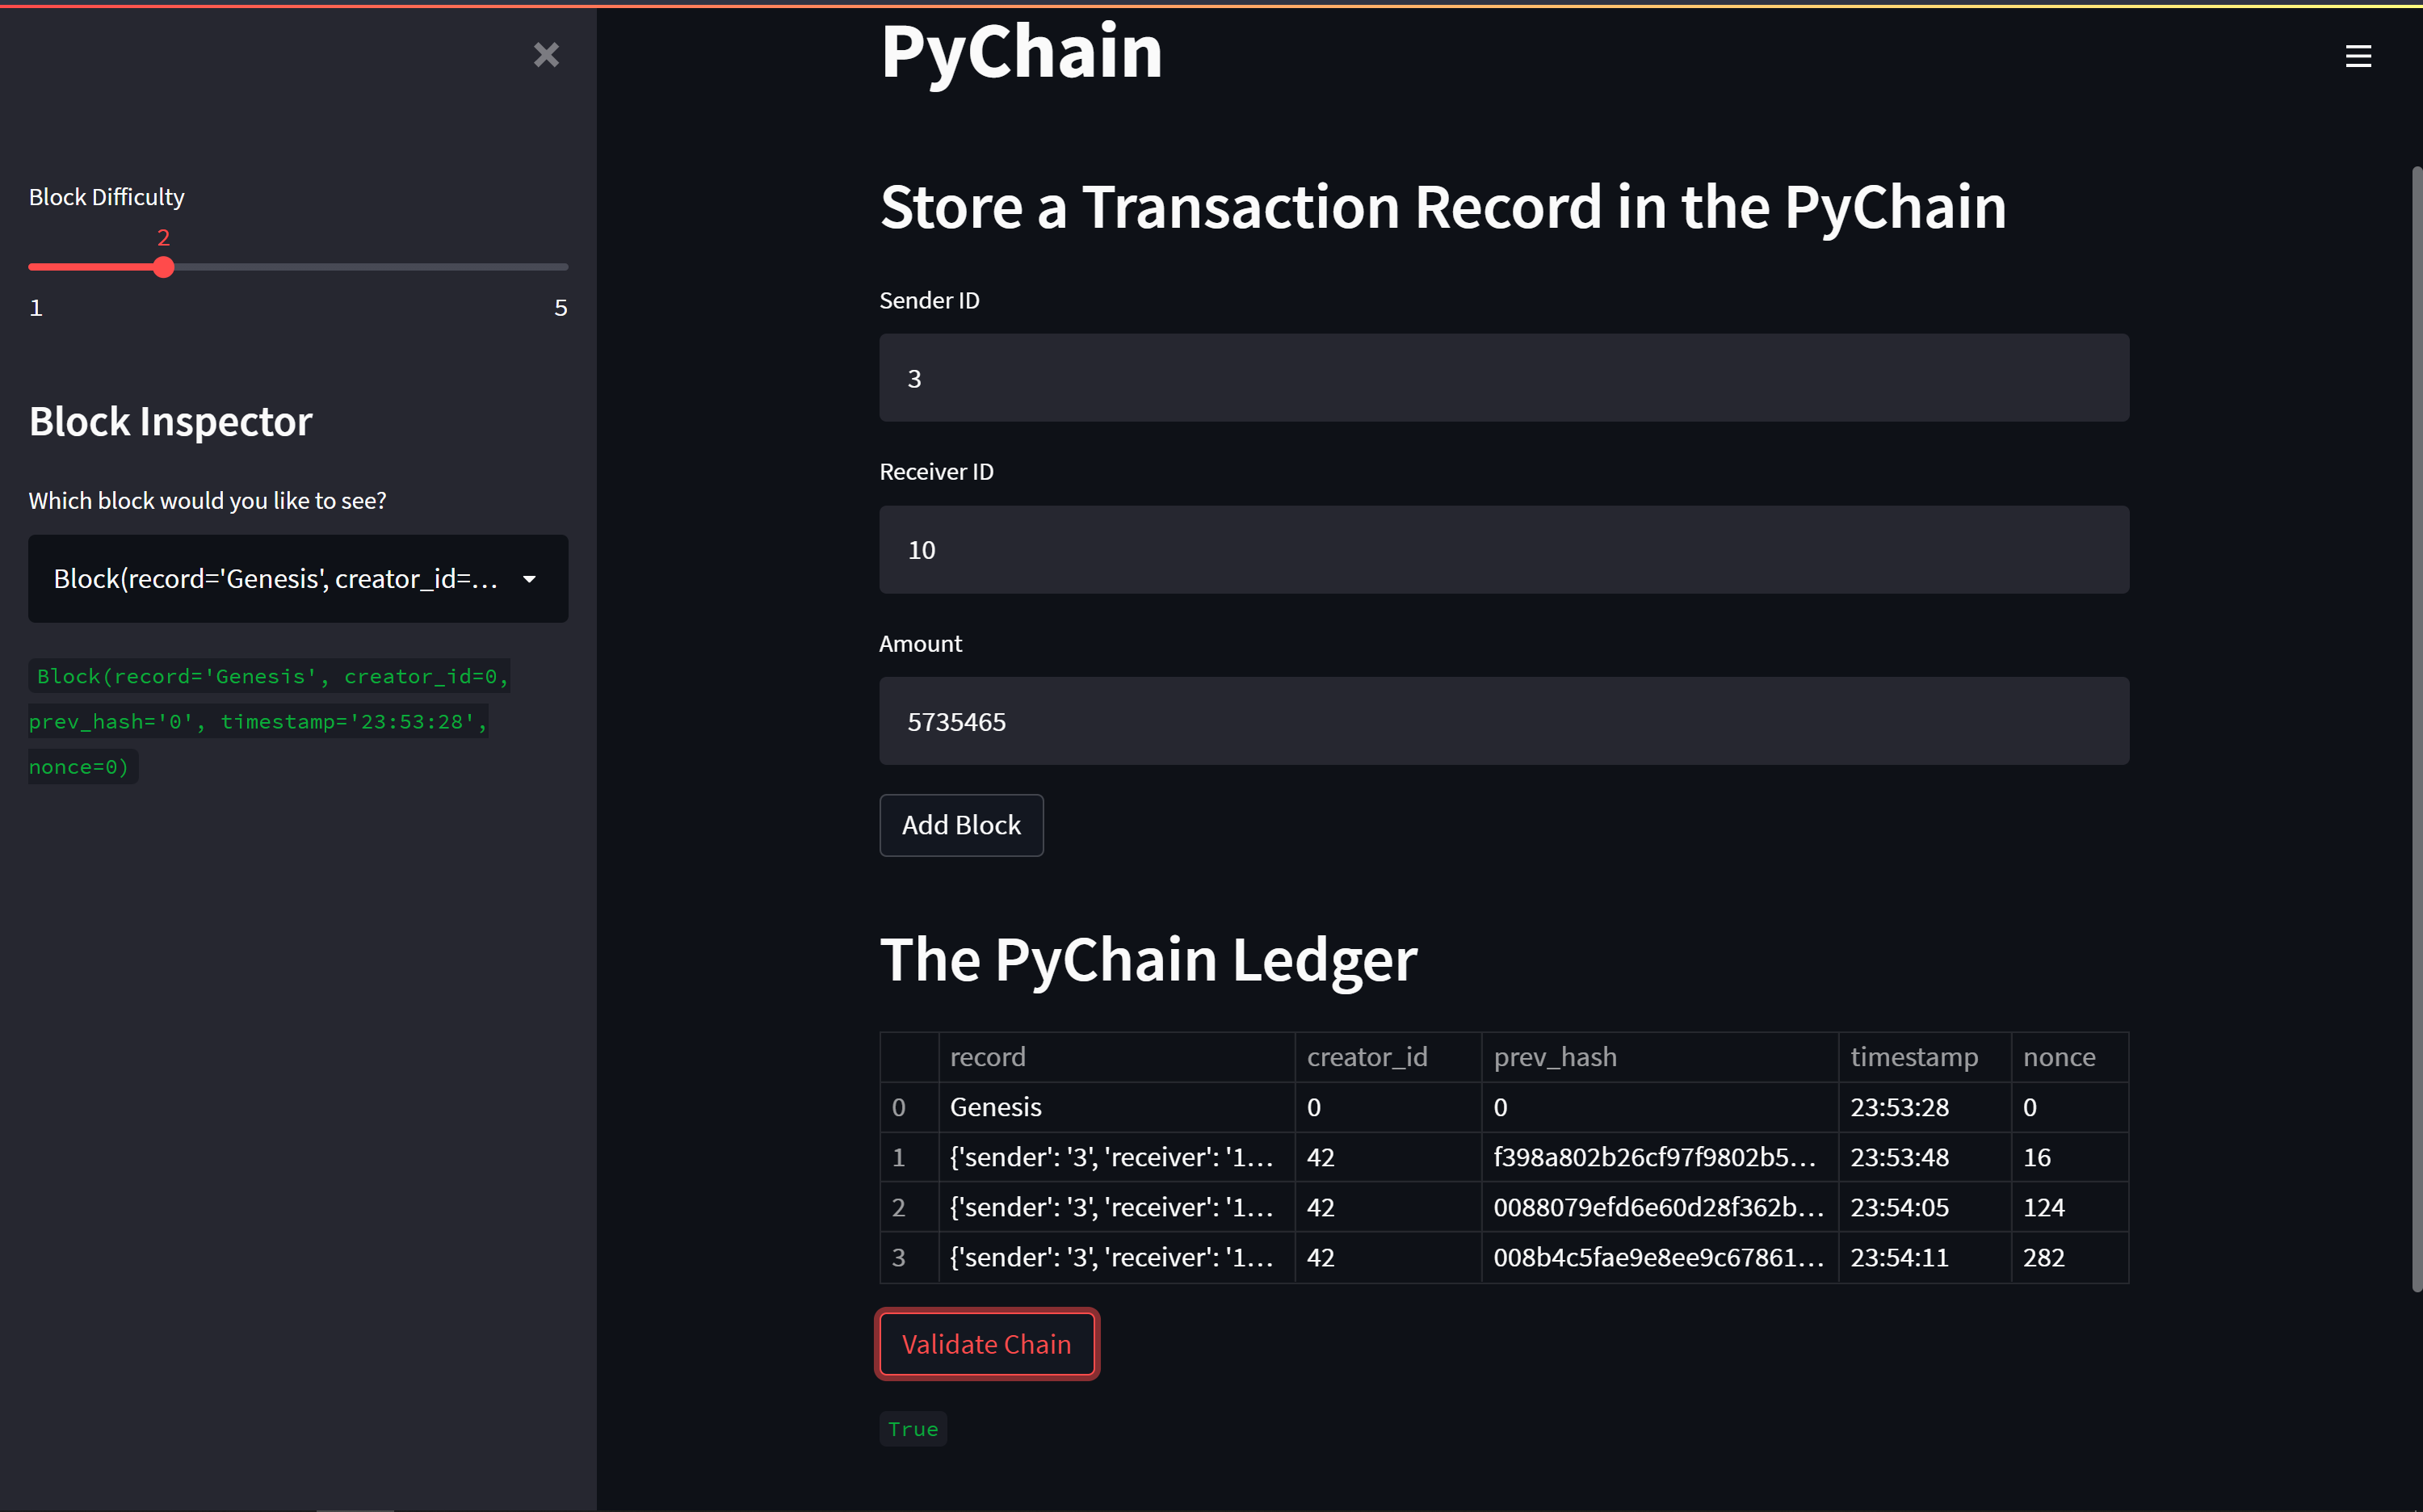 Block Difficulty
2
1 5
Block Inspector
Which block would you like to see?
Block(record='Genesis', creator_id=...
Block(record='Genesis', creator_id=0,
prev_hash='0', timestamp='23:53:28',
nonce=0)
PyChain
Store a Transaction Record in the PyChain
Sender ID
3
Receiver ID
10
Amount
5735465
Add Block
The PyChain Ledger
record creator_id prev_hash timestamp nonce
0 Genesis 0 0 23:53:28 0
1 {'sender': '3', 'receiver': '1... 42 f398a802b26cf97f9802b5... 23:53:48 16
2 {'sender': '3', 'receiver': '1... 42 0088079efd6e60d28f362b... 23:54:05 124
3 {'sender': '3', 'receiver': '1... 42 008b4c5fae9e8ee9c67861... 23:54:11 282
Validate Chain
True